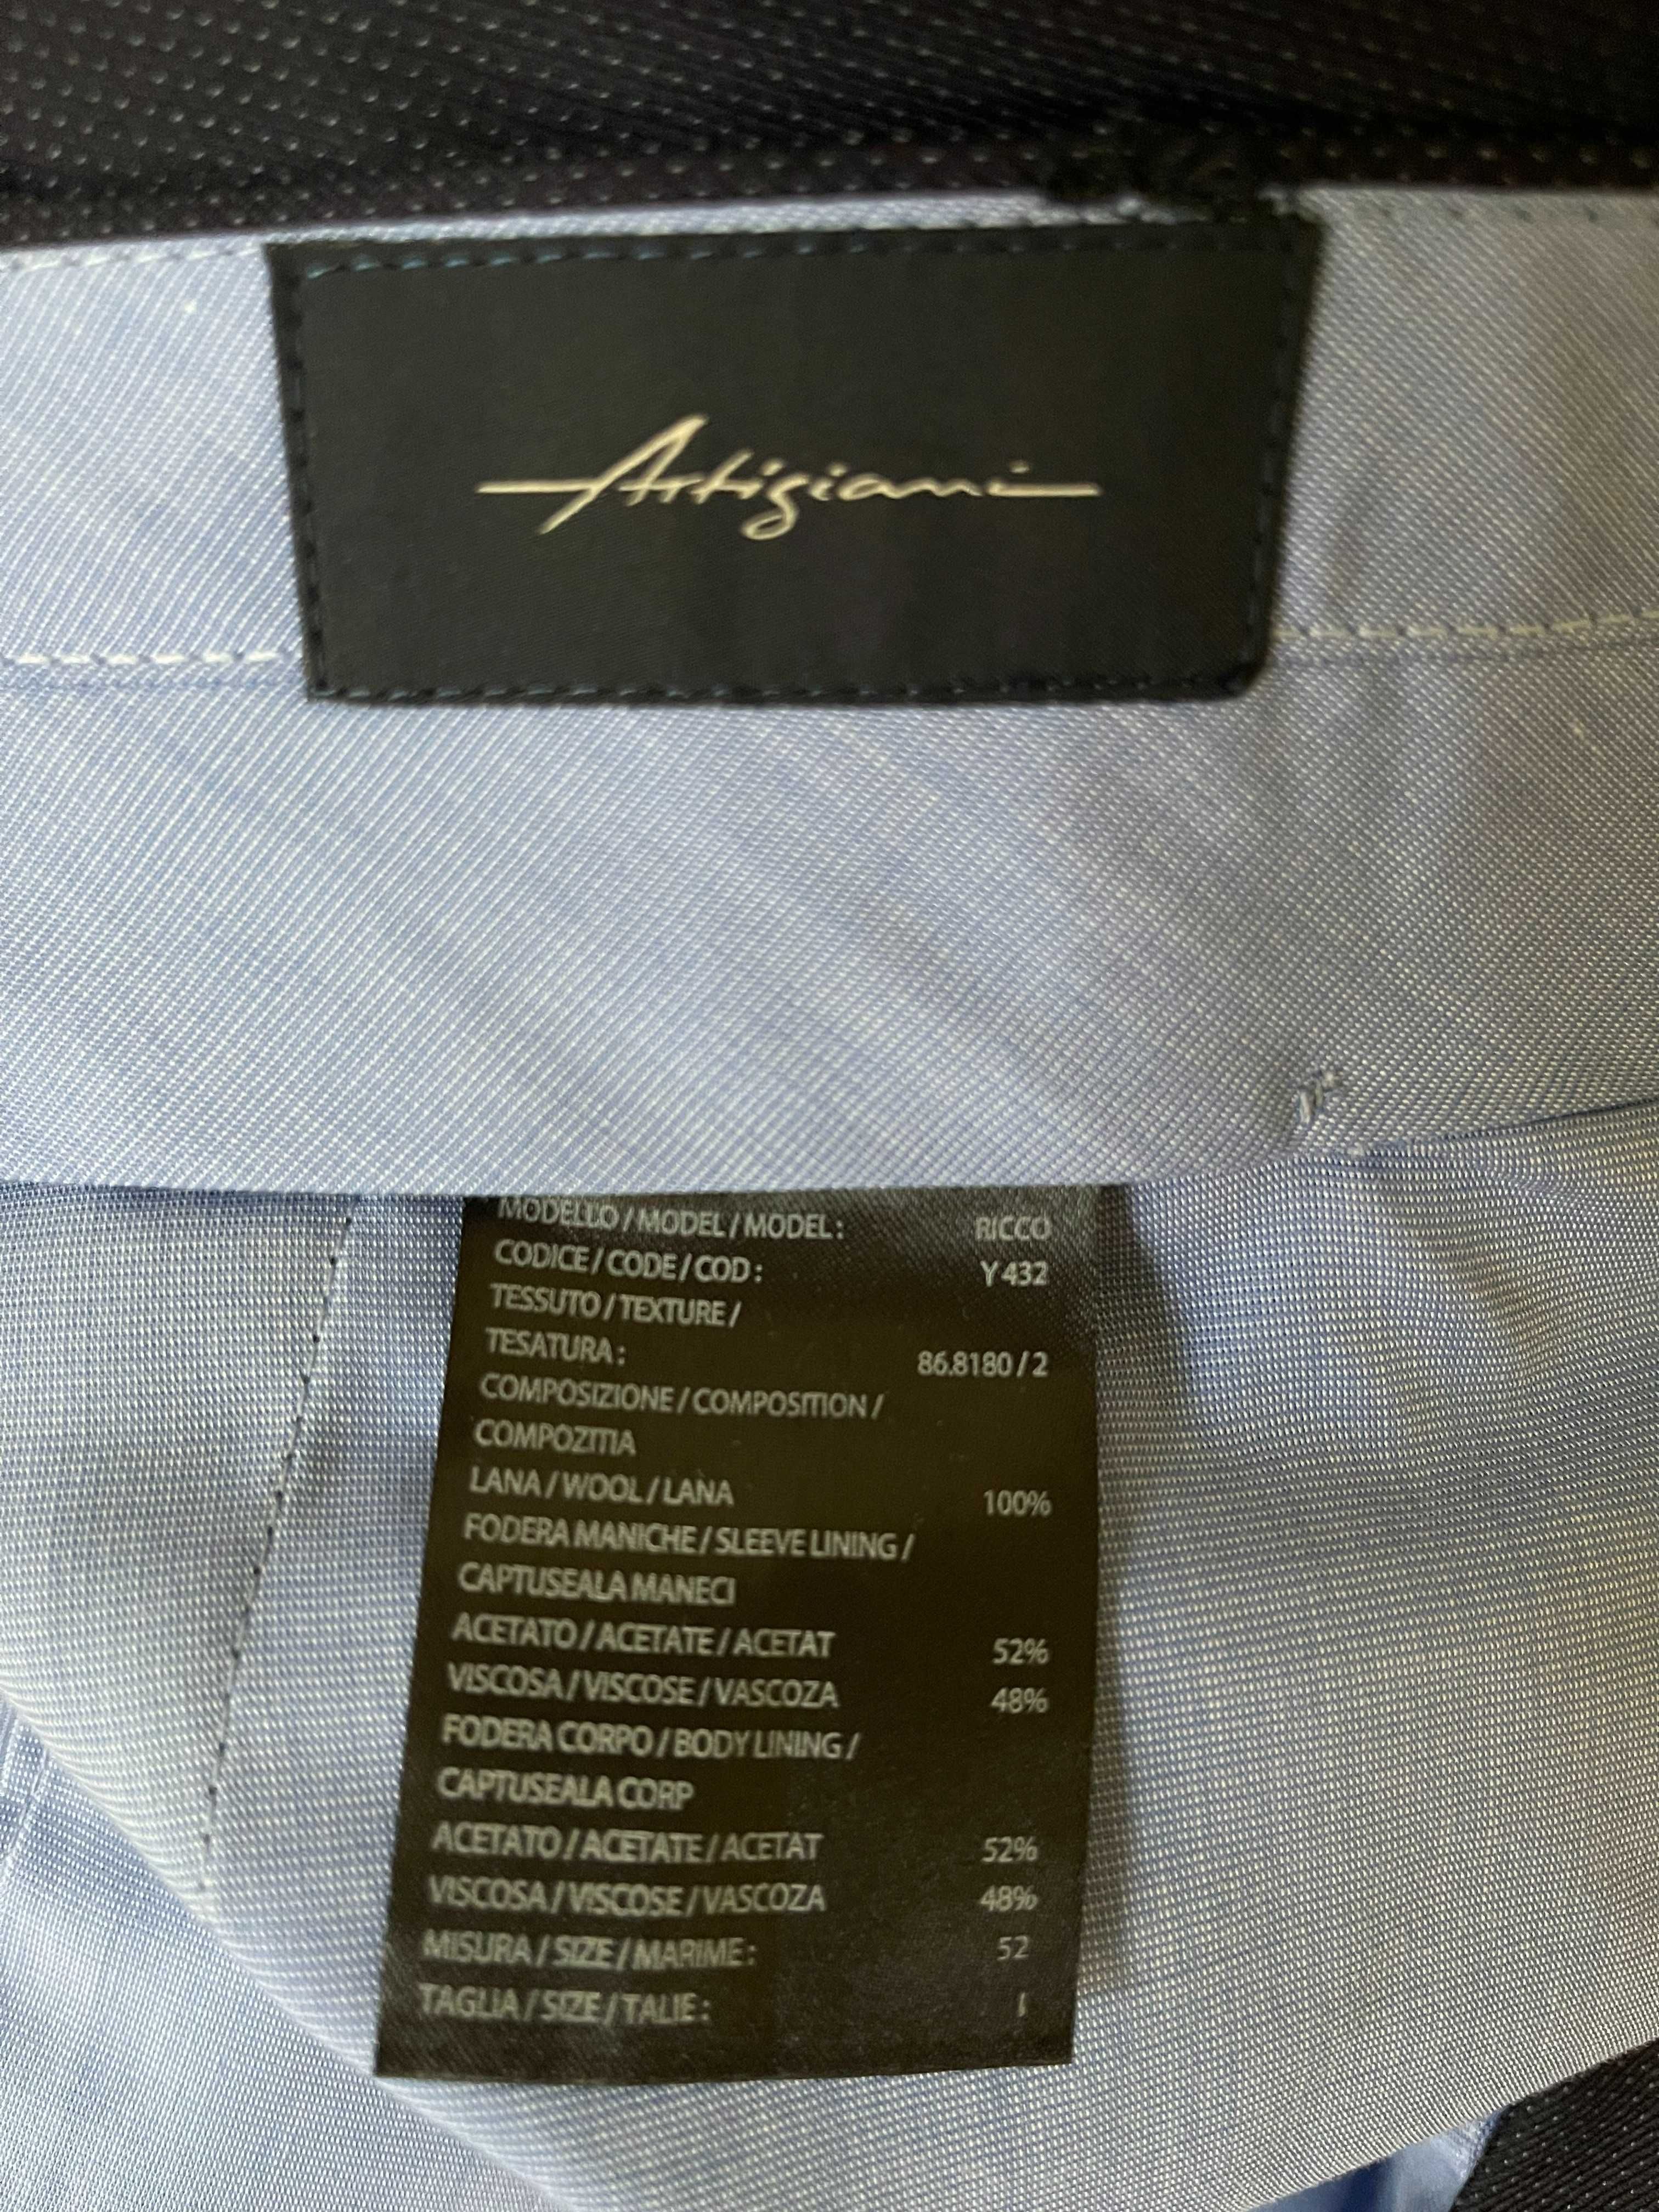 Artigiani
MODELLO / MODEL / MODEL : RICCO
CODICE / CODE / COD : Y432
TESSUTO / TEXTURE /
TESATURA : 86.8180 / 2
COMPOSIZIONE / COMPOSITION /
COMPOZITIA
LANA / WOOL / LANA 100%
FODERA MANICHE / SLEEVE LINING /
CAPTUSEALA MANECI
ACETATO / ACETATE / ACETAT 52%
VISCOSA / VISCOSE / VASCOZA 48%
FODERA CORPO / BODY LINING /
CAPTUSEALA CORP
ACETATO / ACETATE / ACETAT 52%
VISCOSA / VISCOSE / VASCOZA 48%
MISURA / SIZE / MARIME : 52
TAGLIA / SIZE / TALIE : I